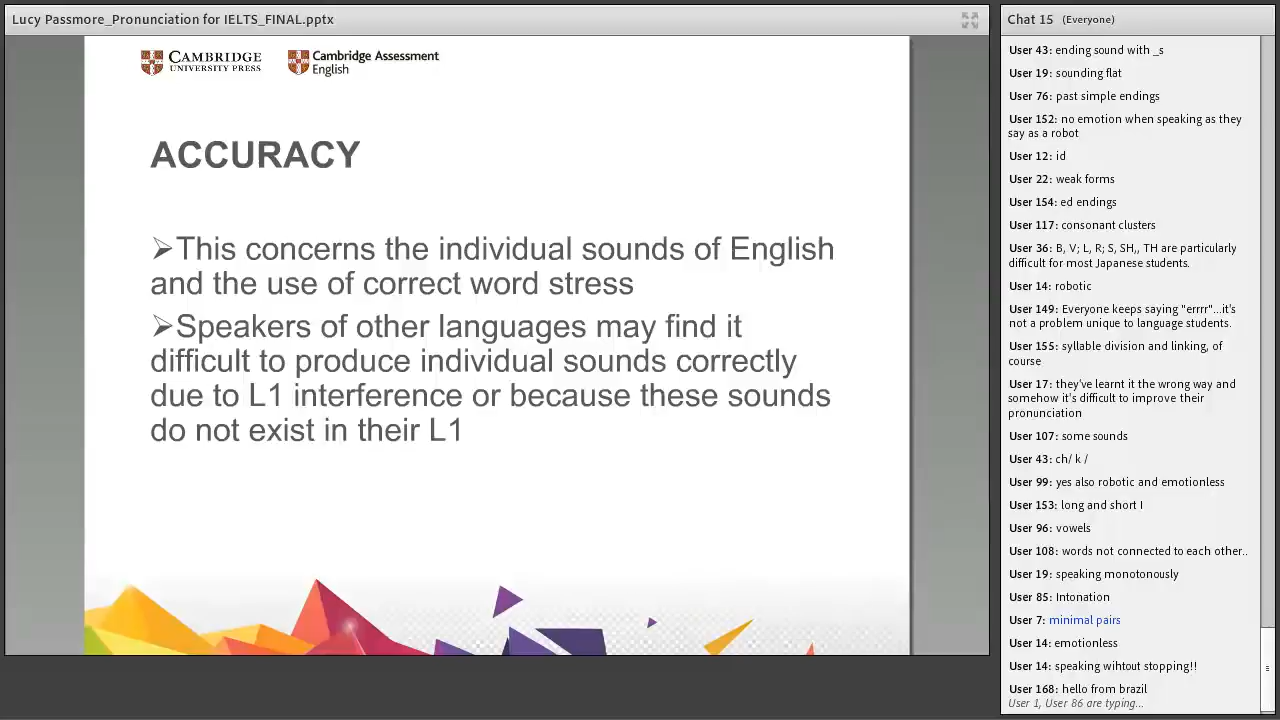 Lucy Passmore_Pronunciation for IELTS_FINAL.pptx
CAMBRIDGE
UNIVERSITY PRESS
Cambridge Assessment
English
ACCURACY
➢This concerns the individual sounds of English
and the use of correct word stress
➢Speakers of other languages may find it
difficult to produce individual sounds correctly
due to L1 interference or because these sounds
do not exist in their L1
Chat 15 (Everyone)
User 43: ending sound with _s
User 19: sounding flat
User 76: past simple endings
User 152: no emotion when speaking as they
say as a robot
User 12: id
User 22: weak forms
User 154: ed endings
User 117: consonant clusters
User 36: B, V; L, R; S, SH,, TH are particularly
difficult for most Japanese students.
User 14: robotic
User 149: Everyone keeps saying "errrr"...it's
not a problem unique to language students.
User 155: syllable division and linking, of
course
User 17: they've learnt it the wrong way and
somehow it's difficult to improve their
pronunciation
User 107: some sounds
User 43: ch/ k /
User 99: yes also robotic and emotionless
User 153: long and short I
User 96: vowels
User 108: words not connected to each other..
User 19: speaking monotonously
User 85: Intonation
User 7: minimal pairs
User 14: emotionless
User 14: speaking wihtout stopping!!
User 168: hello from brazil
User 1, User 86 are typing...